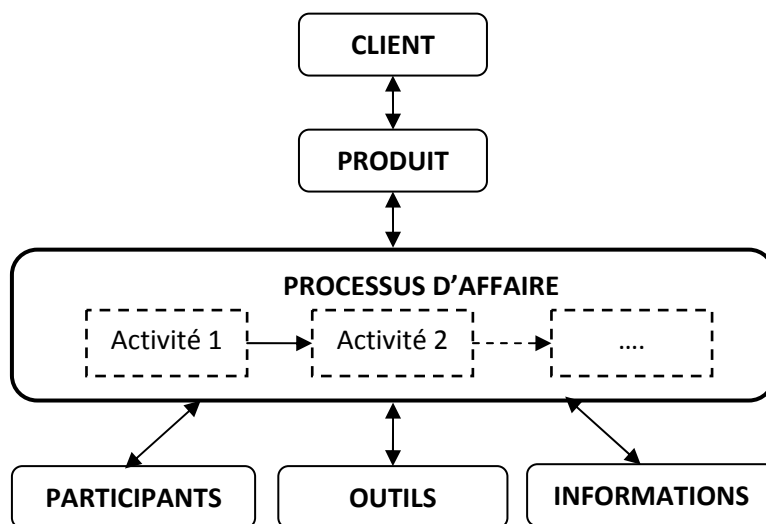 CLIENT
PRODUIT
PROCESSUS D’AFFAIRE
Activité 1
Activité 2
....
PARTICIPANTS
OUTILS
INFORMATIONS